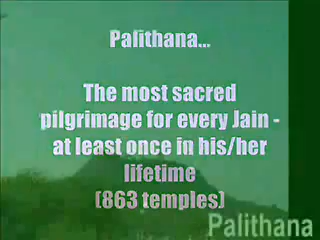 Palithana...
The most sacred
pilgrimage for every Jain -
at least once in his/her
lifetime
(863 temples)
Palithana